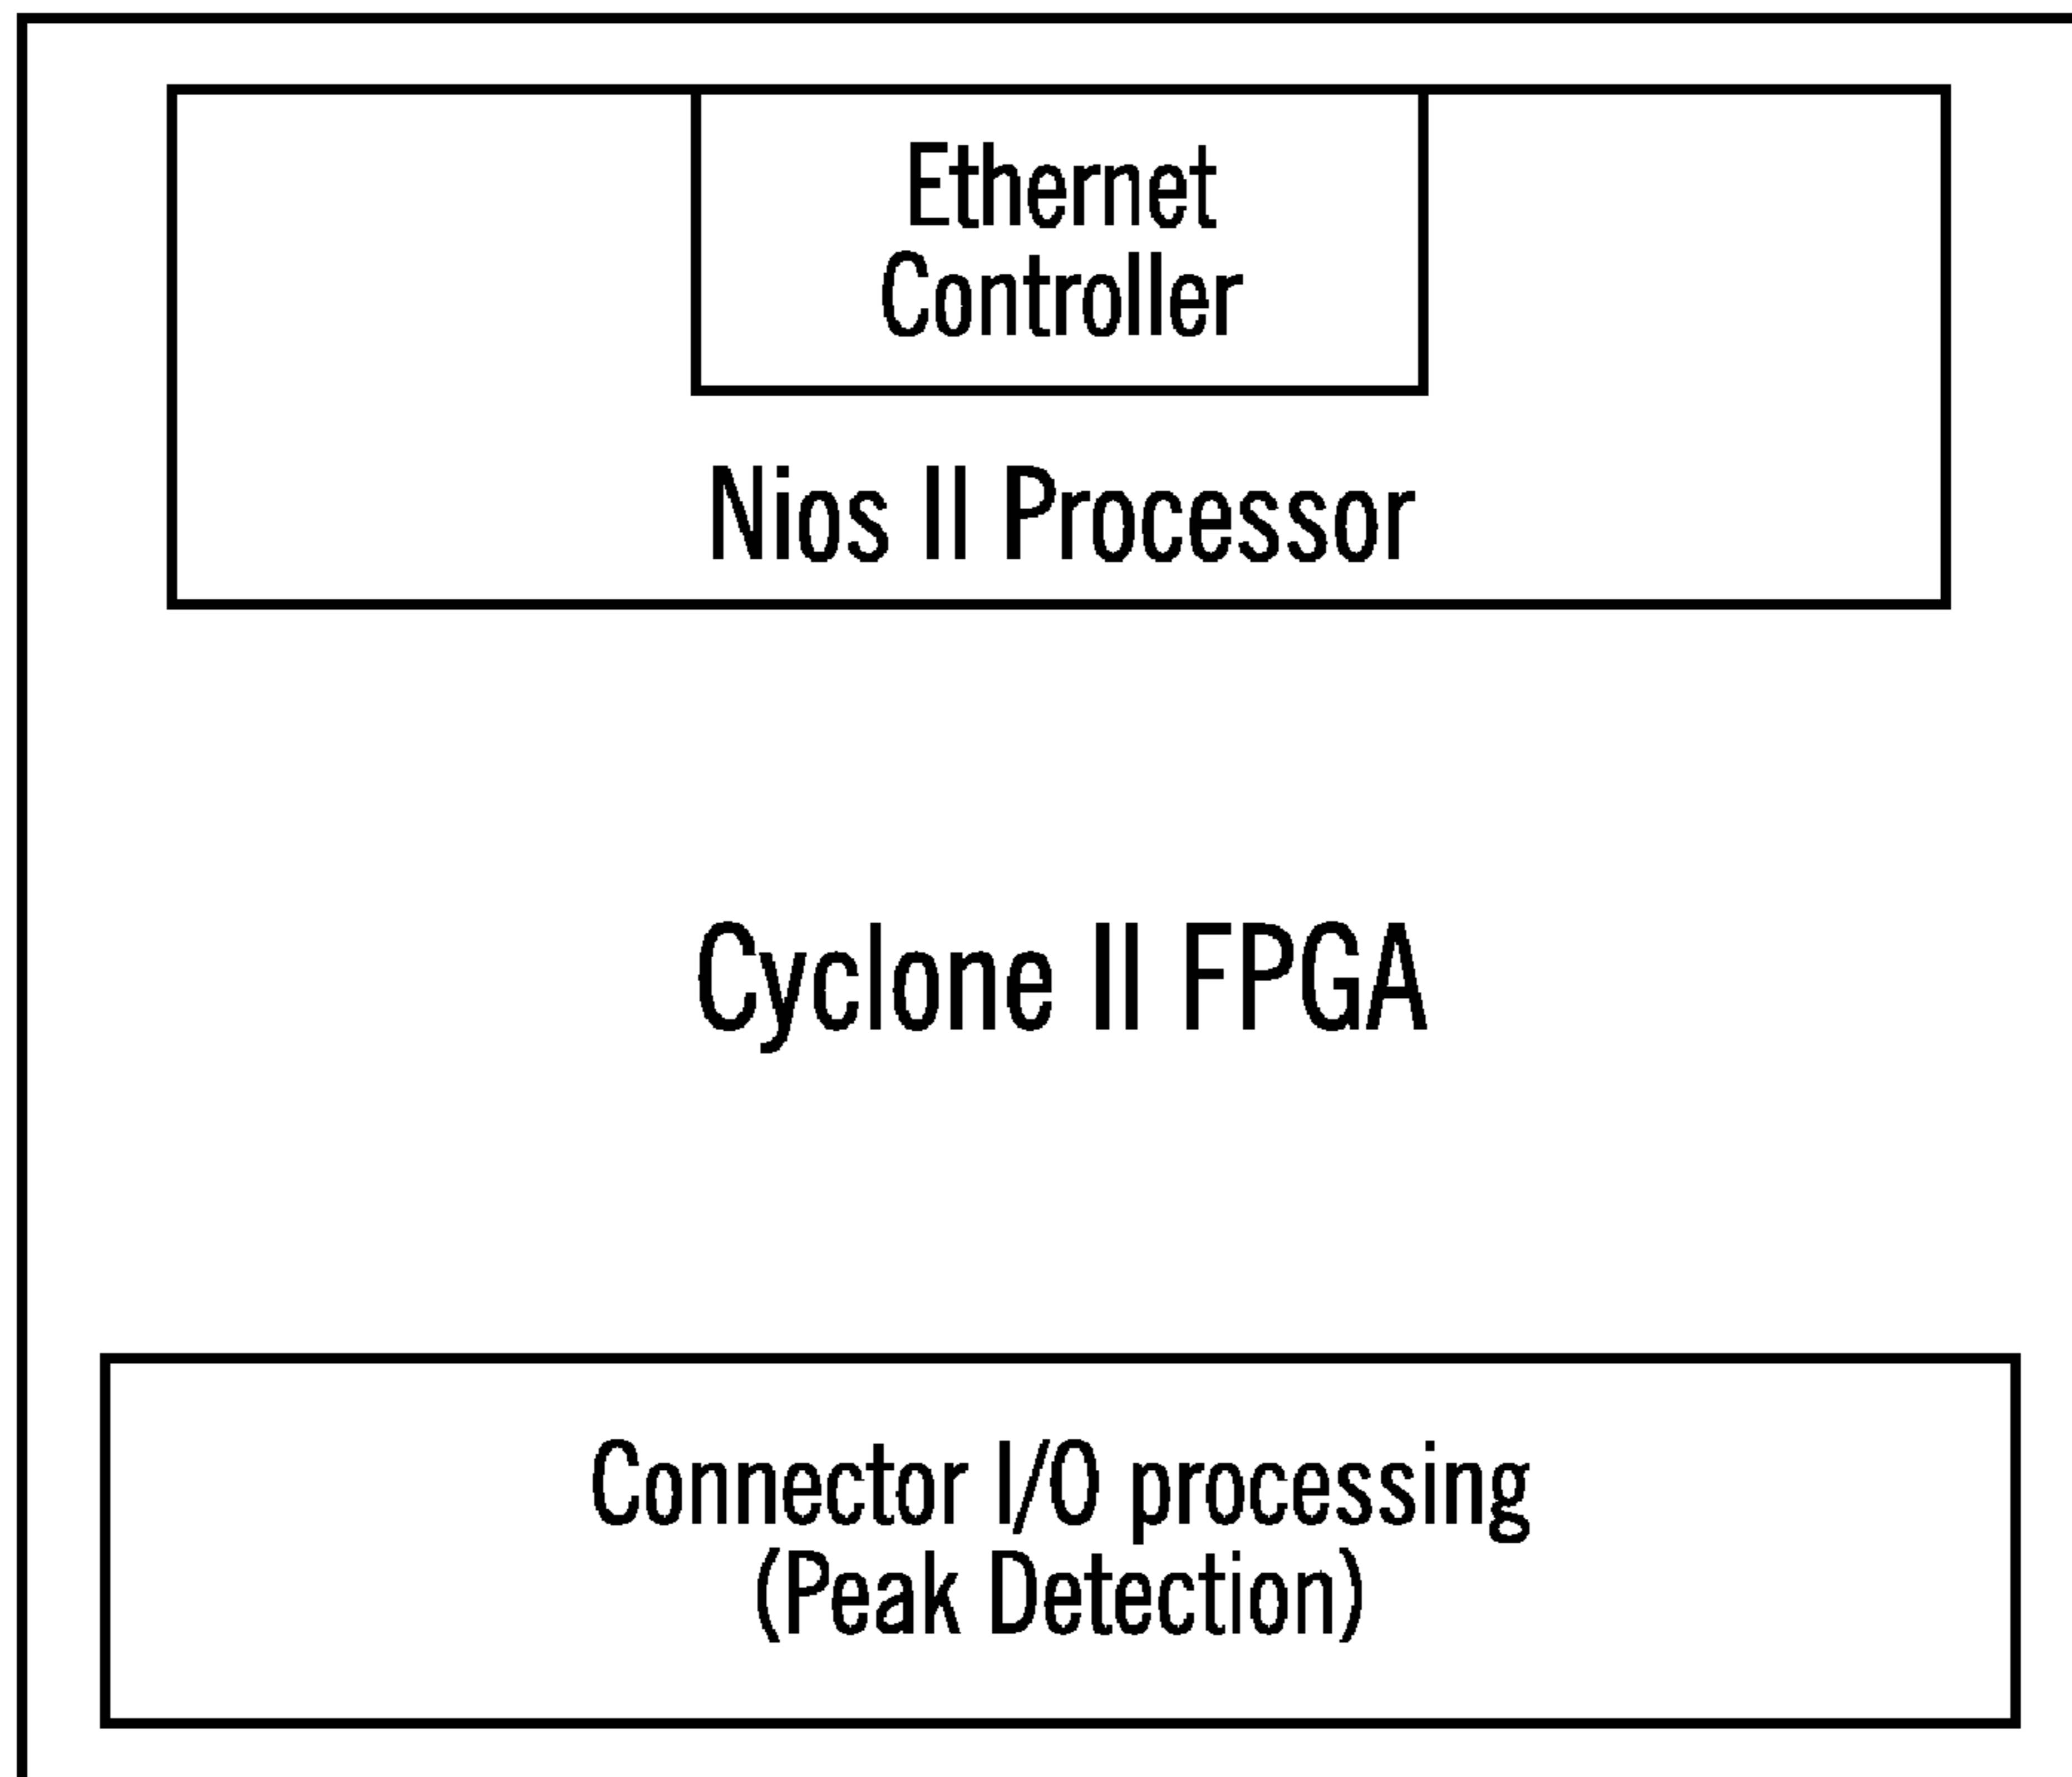 Ethernet
Controller
Nios II Processor
Cyclone II FPGA
Connector I/O processing
(Peak Detection)